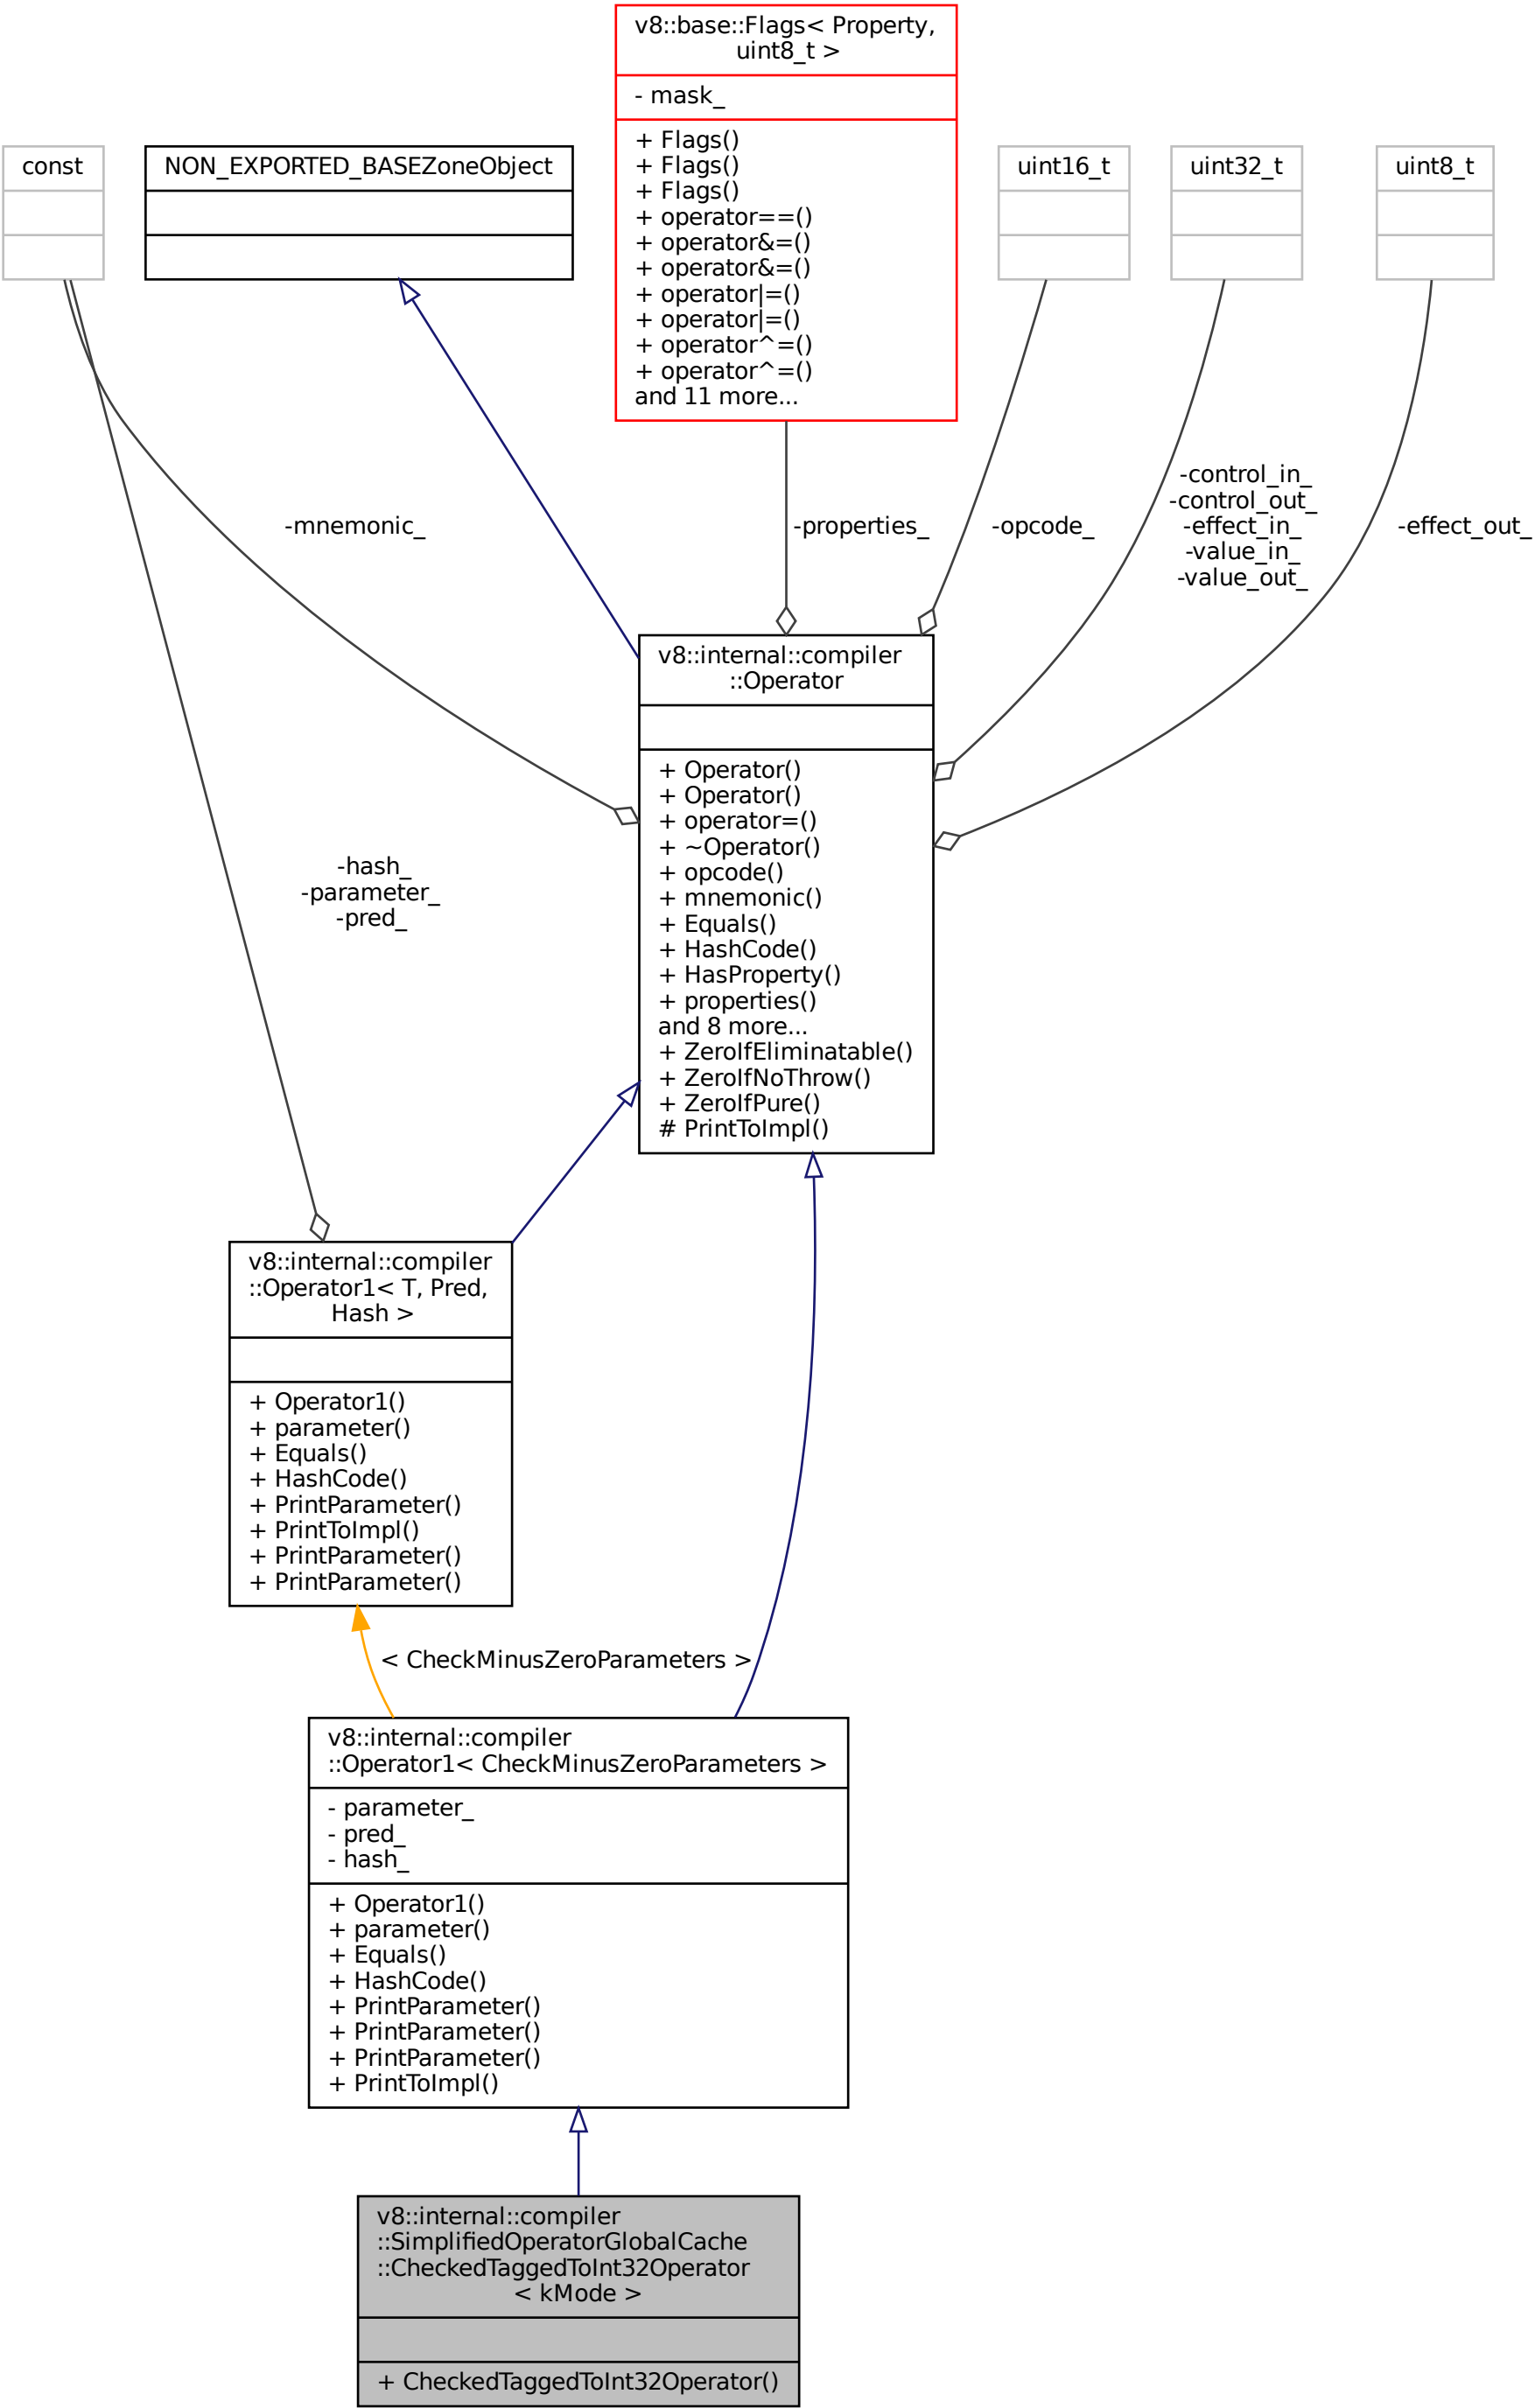 v8::base::Flags< Property,
uint8_t >
- mask_
+ Flags()
+ Flags()
+ Flags()
+ operator==()
+ operator&=()
+ operator&=()
+ operator|=()
+ operator|=()
+ operator^=()
+ operator^=()
and 11 more...
const
NON_EXPORTED_BASEZoneObject
uint16_t
uint32_t
uint8_t
-mnemonic_
-properties_
-opcode_
-control_in_
-control_out_
-effect_in_
-value_in_
-value_out_
-effect_out_
v8::internal::compiler
::Operator
+ Operator()
+ Operator()
+ operator=()
+ ~Operator()
+ opcode()
+ mnemonic()
+ Equals()
+ HashCode()
+ HasProperty()
+ properties()
and 8 more...
+ ZeroIfEliminatable()
+ ZeroIfNoThrow()
+ ZeroIfPure()
# PrintToImpl()
-hash_
-parameter_
-pred_
v8::internal::compiler
::Operator1< T, Pred,
Hash >
+ Operator1()
+ parameter()
+ Equals()
+ HashCode()
+ PrintParameter()
+ PrintToImpl()
+ PrintParameter()
+ PrintParameter()
< CheckMinusZeroParameters >
v8::internal::compiler
::Operator1< CheckMinusZeroParameters >
- parameter_
- pred_
- hash_
+ Operator1()
+ parameter()
+ Equals()
+ HashCode()
+ PrintParameter()
+ PrintParameter()
+ PrintParameter()
+ PrintToImpl()
v8::internal::compiler
::SimplifiedOperatorGlobalCache
::CheckedTaggedToInt32Operator
< kMode >
+ CheckedTaggedToInt32Operator()